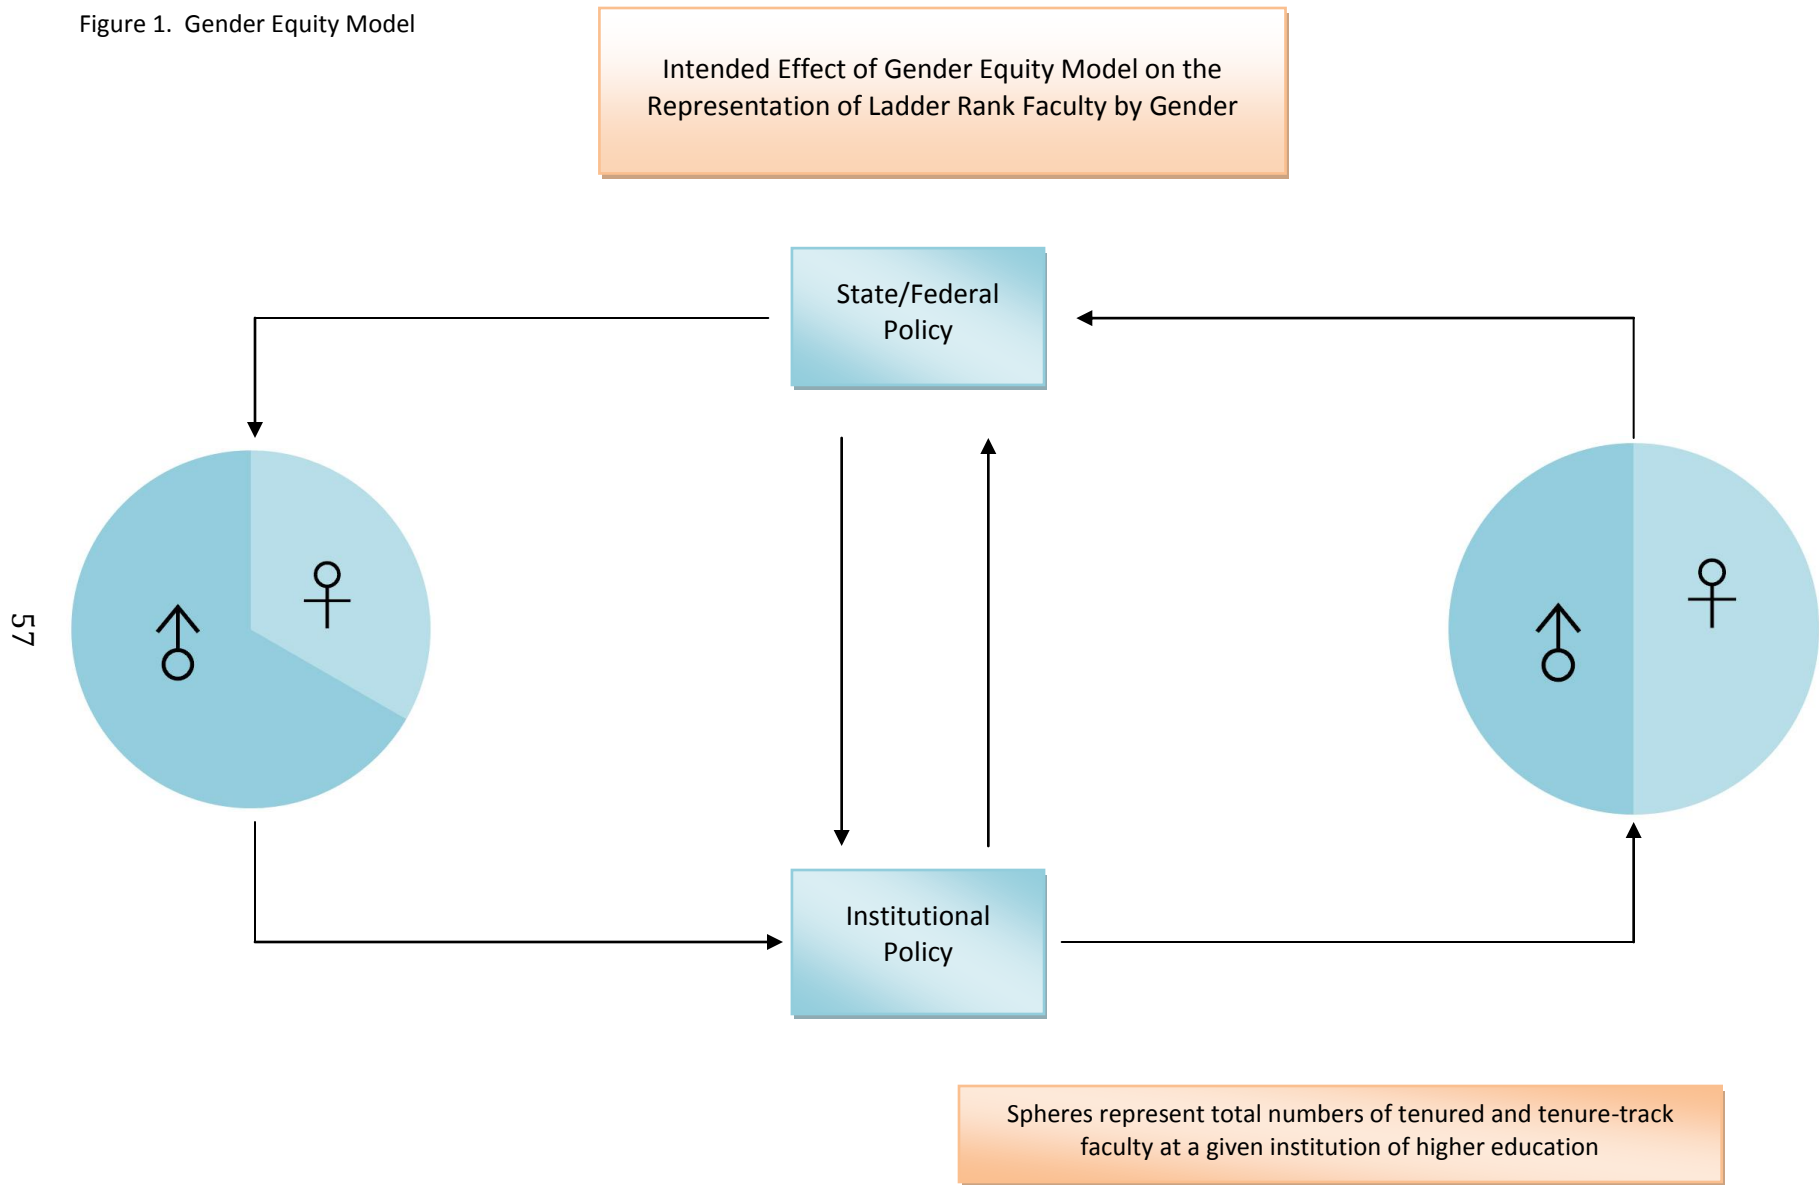 Figure 1.  Gender Equity Model
Intended Effect of Gender Equity Model on the
Representation of Ladder Rank Faculty by Gender
State/Federal
Policy
57
Institutional
Policy
Spheres represent total numbers of tenured and tenure-track
faculty at a given institution of higher education